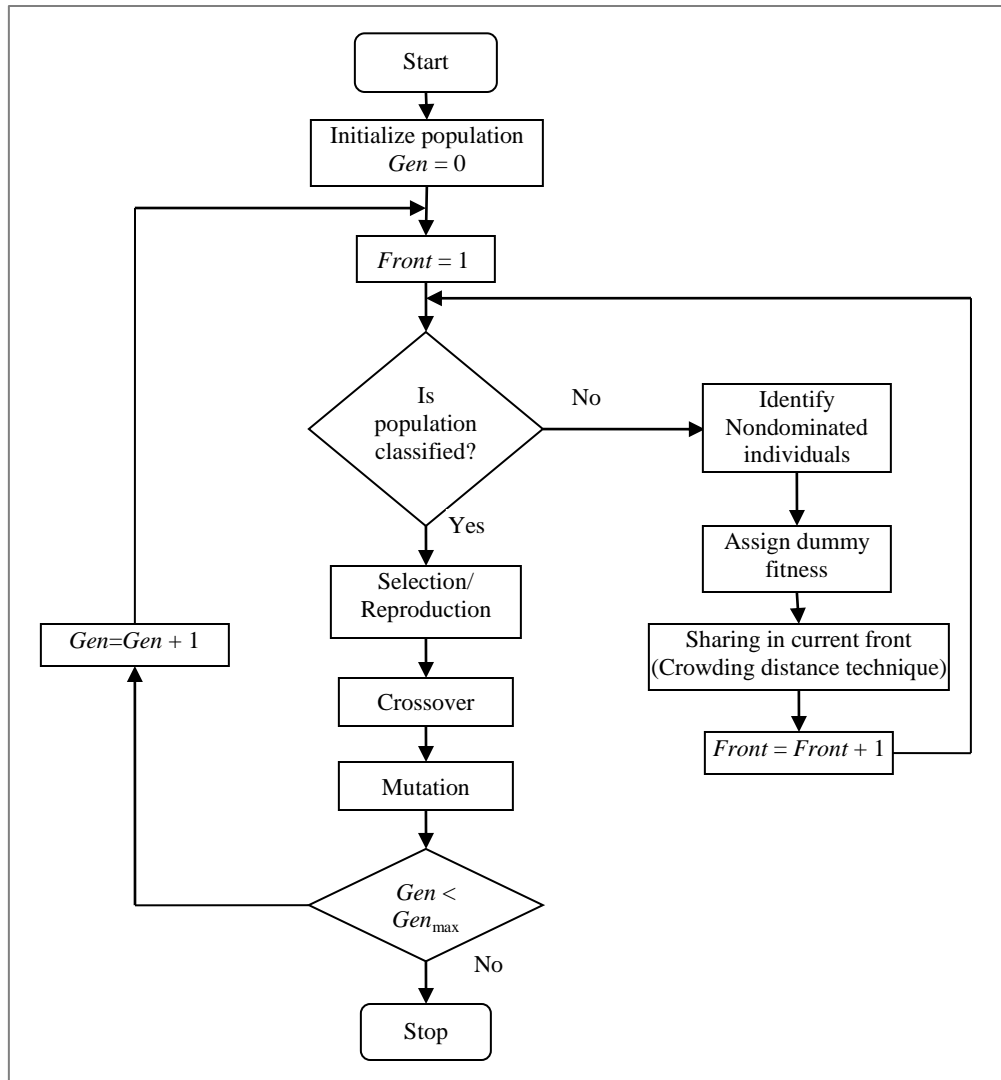 Start
Initialize population
Gen = 0
Front = 1
Is
population
classified?
No
Identify
Nondominated
individuals
Yes
Assign dummy
fitness
Selection/
Reproduction
Sharing in current front
(Crowding distance technique)
Gen=Gen + 1
Crossover
Front = Front + 1
Mutation
Gen <
Genmax
No
Stop